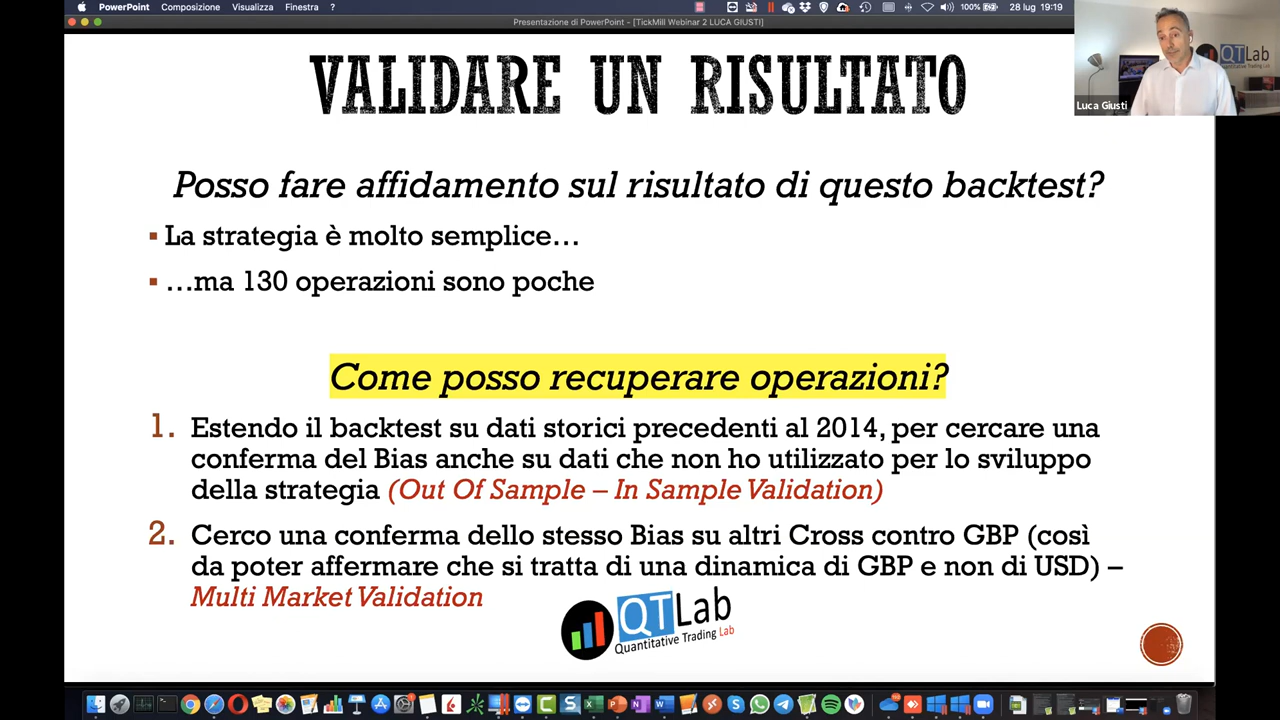 PowerPoint Composizione Visualizza Finestra ? 100% 28 lug 19:19
Presentazione di PowerPoint - [TickMill Webinar 2 LUCA GIUSTI]
VALIDARE UN RISULTATO
QTLab
Quantitative Trading Lab
Luca Giusti
Posso fare affidamento sul risultato di questo backtest?
▪ La strategia è molto semplice…
▪ …ma 130 operazioni sono poche
Come posso recuperare operazioni?
1. Estendo il backtest su dati storici precedenti al 2014, per cercare una
conferma del Bias anche su dati che non ho utilizzato per lo sviluppo
della strategia (Out Of Sample – In Sample Validation)
2. Cerco una conferma dello stesso Bias su altri Cross contro GBP (così
da poter affermare che si tratta di una dinamica di GBP e non di USD) –
Multi Market Validation
QTLab
Quantitative Trading Lab